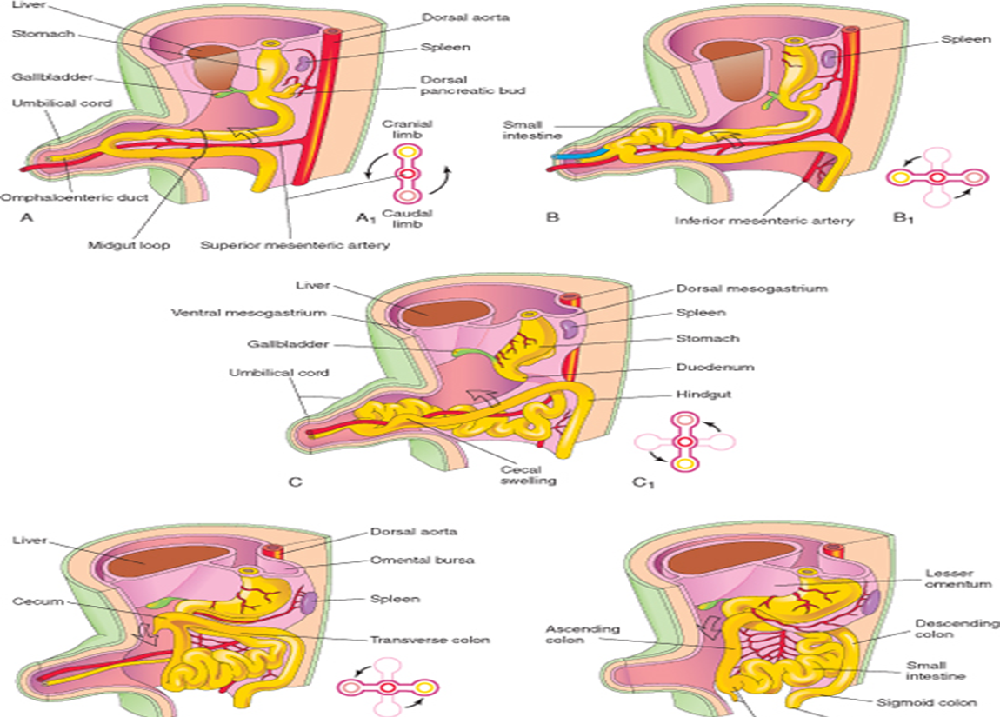 Liver
Stomach
Gallbladder
Umbilical cord
Omphaloenteric duct
A
Midgut loop
Superior mesenteric artery
Dorsal aorta
Spleen
Dorsal
pancreatic bud
Cranial
limb
A1
Caudal
limb
Spleen
Small
intestine
B
Inferior mesenteric artery
B1
Liver
Ventral mesogastrium
Gallbladder
Umbilical cord
C
Dorsal mesogastrium
Spleen
Stomach
Duodenum
Hindgut
Cecal
swelling
C1
Liver
Cecum
Dorsal aorta
Omental bursa
Spleen
Transverse colon
Ascending
colon
Lesser
omentum
Descending
colon
Small
intestine
Sigmoid colon